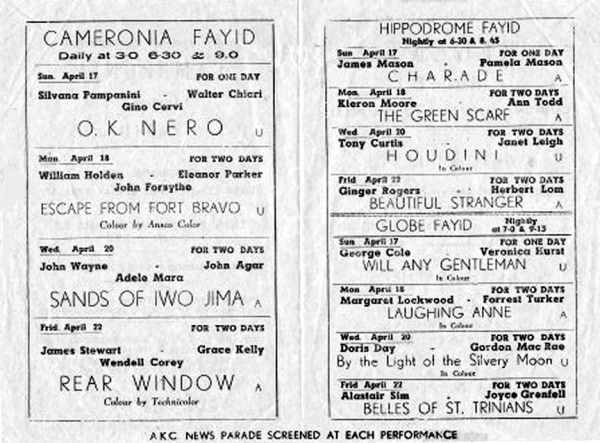 CAMERONIA FAYID
Daily at 3·0 6·30 & 9.0
Sun. April 17 FOR ONE DAY
Silvana Pampanini - Walter Chiari
Gino Cervi
O.K NERO U
Mon. April 18 FOR TWO DAYS
William Holden - Eleanor Parker
John Forsythe
ESCAPE FROM FORT BRAVO U
Colour by Ansco Color
Wed. April 20 FOR TWO DAYS
John Wayne - John Agar
Adele Mara
SANDS OF IWO JIMA A
Frid. April 22 FOR TWO DAYS
James Stewart - Grace Kelly
Wendell Corey
REAR WINDOW A
Colour by Technicolor
HIPPODROME FAYID
Nightly at 6-30 & 8. 45
Sun April 17 FOR ONE DAY
James Mason - Pamela Mason
CHARADE A
Mon. April 18 FOR TWO DAYS
Kieron Moore - Ann Todd
THE GREEN SCARF A
Wed April 20 FOR TWO DAYS
Tony Curtis - Janet Leigh
HOUDINI U
In Colour
Frid April 22 FOR TWO DAYS
Ginger Rogers - Herbert Lom
BEAUTIFUL STRANGER A
GLOBE FAYID Nightly
at 7-0 & 9-15
Sun April 17 FOR ONE DAY
George Cole Veronica Hurst
WILL ANY GENTLEMAN U
In Colour
Mon April 18 FOR TWO DAYS
Margaret Lockwood - Forrest Turker
LAUGHING ANNE A
In Colour
Wed. April 20 FOR TWO DAYS
Doris Day - Gordon Mac Rae
By the Light of the Silvery Moon U
In Colour
Frid April 22 FOR TWO DAYS
Alastair Sim - Joyce Grenfell
BELLES OF ST. TRINIANS U
A.K.C. NEWS PARADE SCREENED AT EACH PERFORMANCE